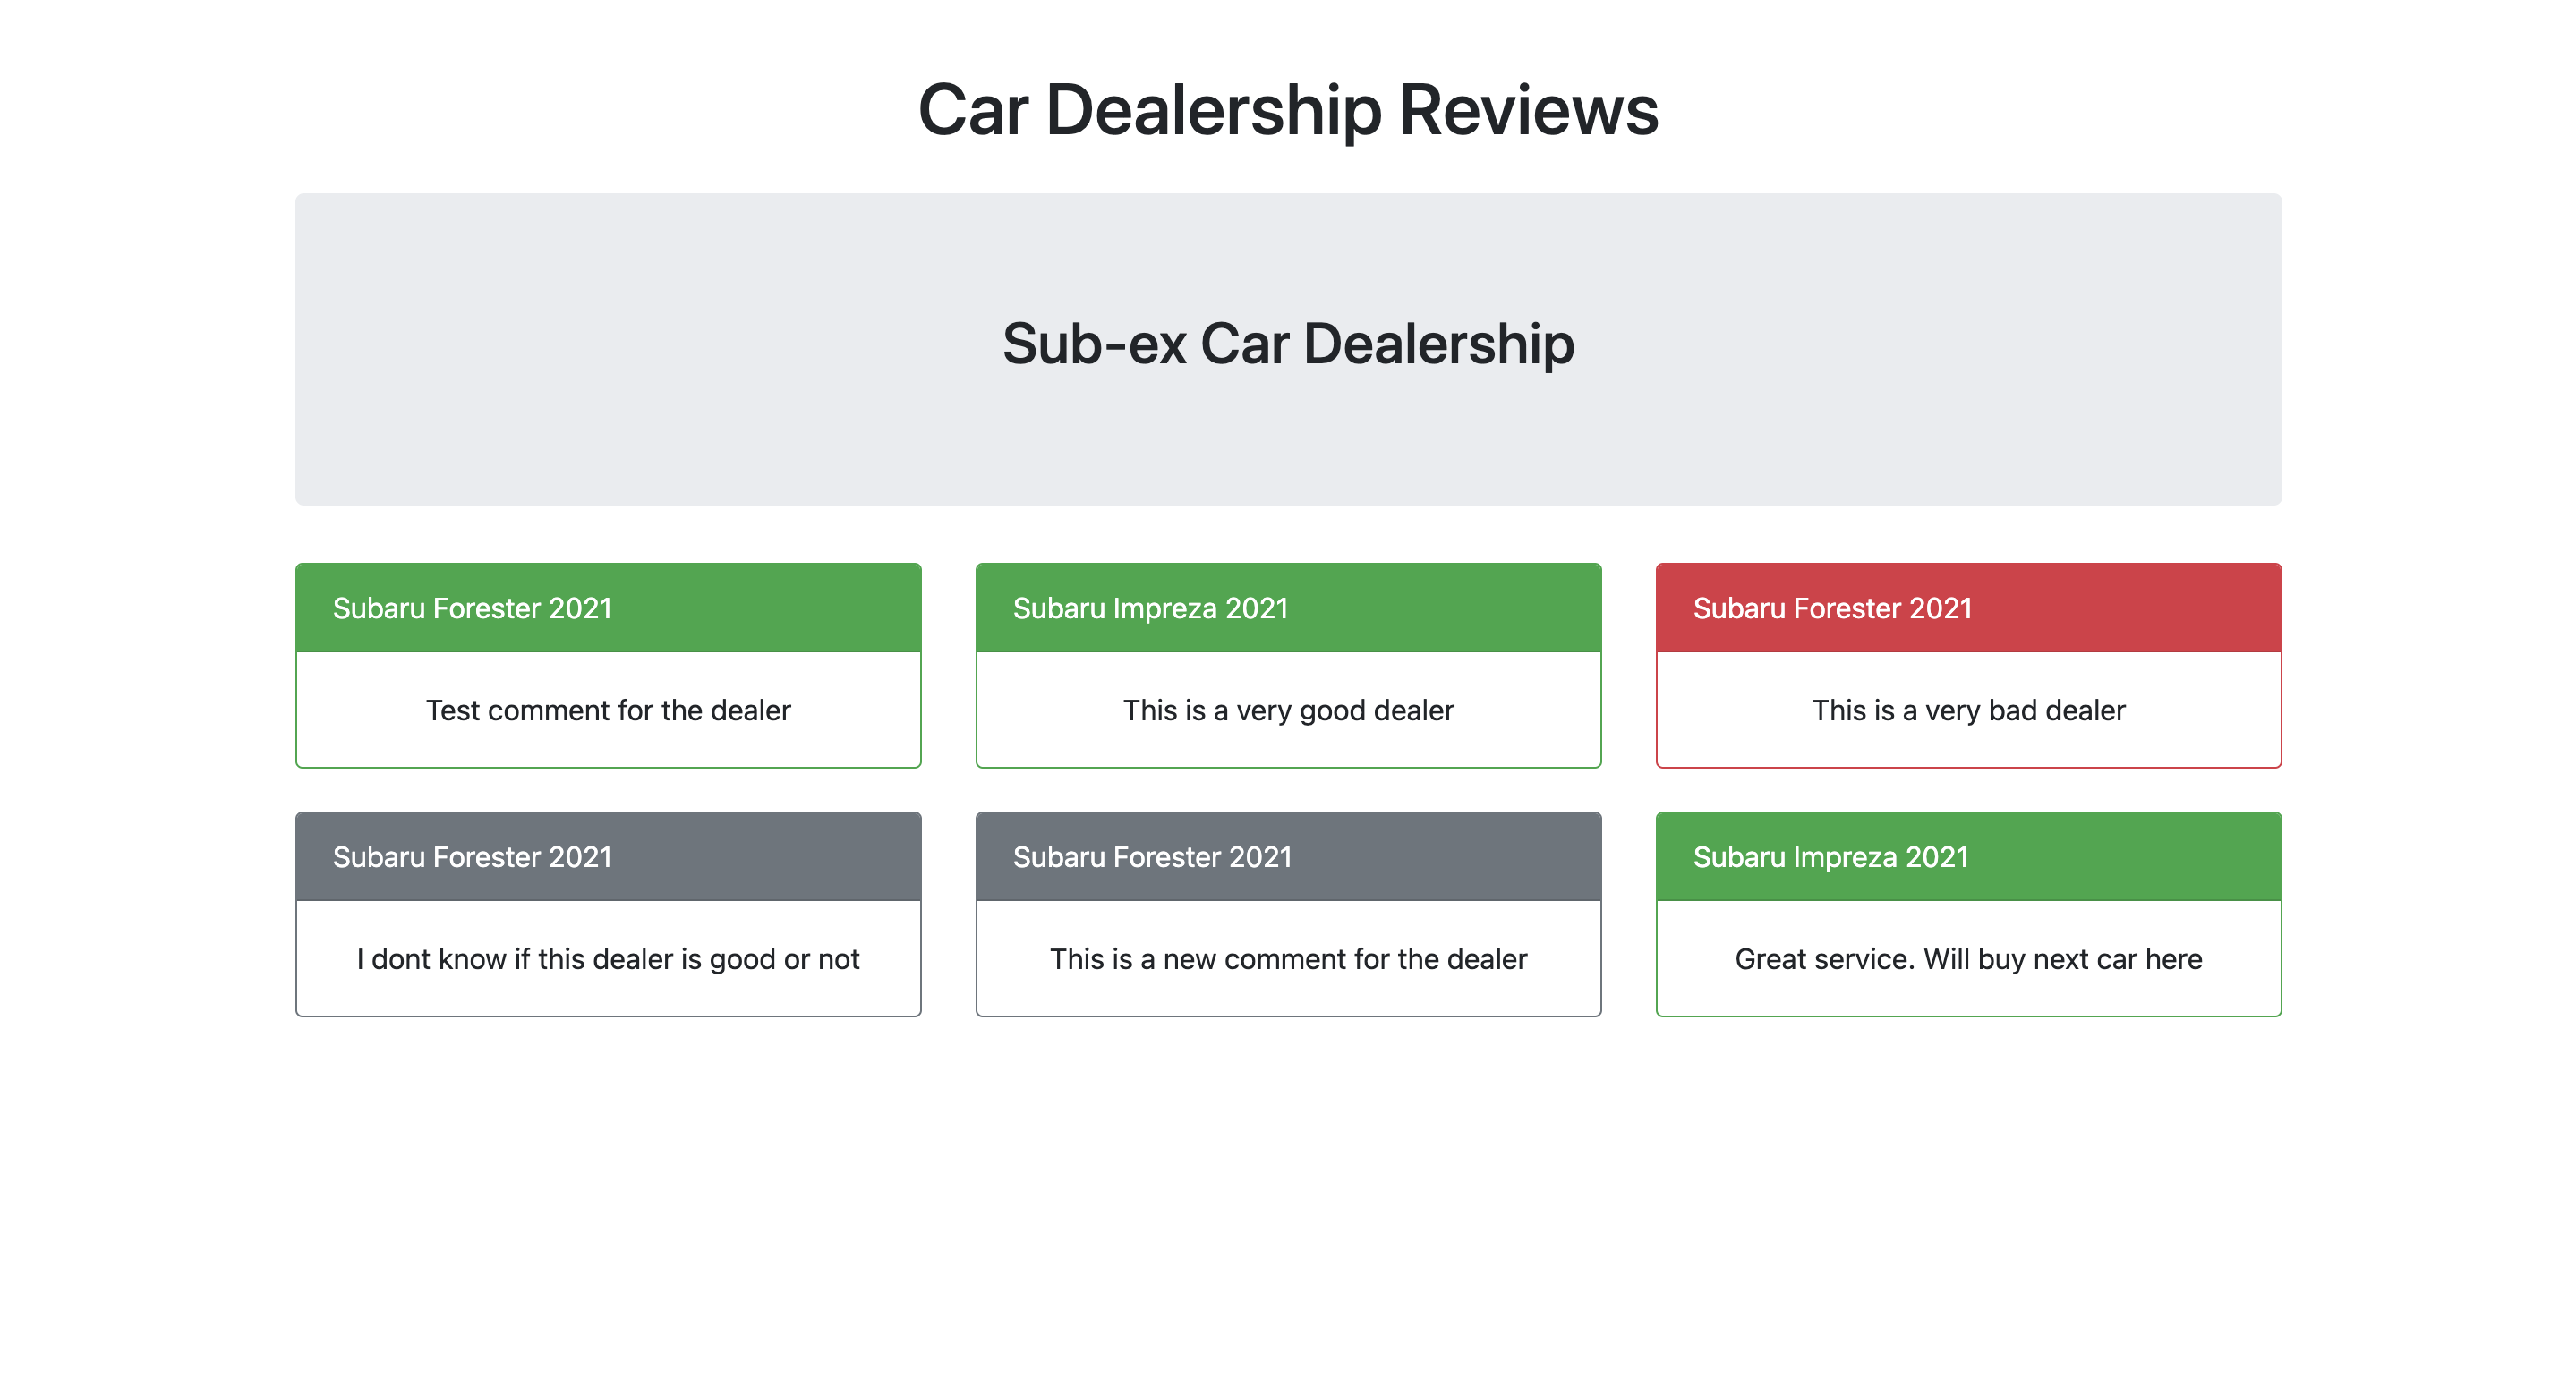 Car Dealership Reviews
Sub-ex Car Dealership
Subaru Forester 2021
Test comment for the dealer
Subaru Impreza 2021
This is a very good dealer
Subaru Forester 2021
This is a very bad dealer
Subaru Forester 2021
I dont know if this dealer is good or not
Subaru Forester 2021
This is a new comment for the dealer
Subaru Impreza 2021
Great service. Will buy next car here